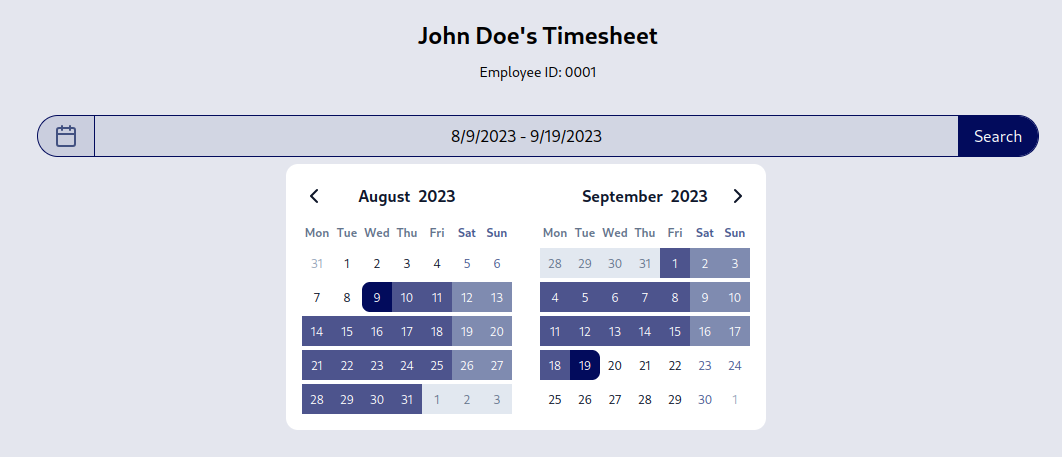 John Doe's Timesheet
Employee ID: 0001
8/9/2023 - 9/19/2023 Search
August 2023
Mon Tue Wed Thu Fri Sat Sun
31 1 2 3 4 5 6
7 8 9 10 11 12 13
14 15 16 17 18 19 20
21 22 23 24 25 26 27
28 29 30 31 1 2 3
September 2023
Mon Tue Wed Thu Fri Sat Sun
28 29 30 31 1 2 3
4 5 6 7 8 9 10
11 12 13 14 15 16 17
18 19 20 21 22 23 24
25 26 27 28 29 30 1